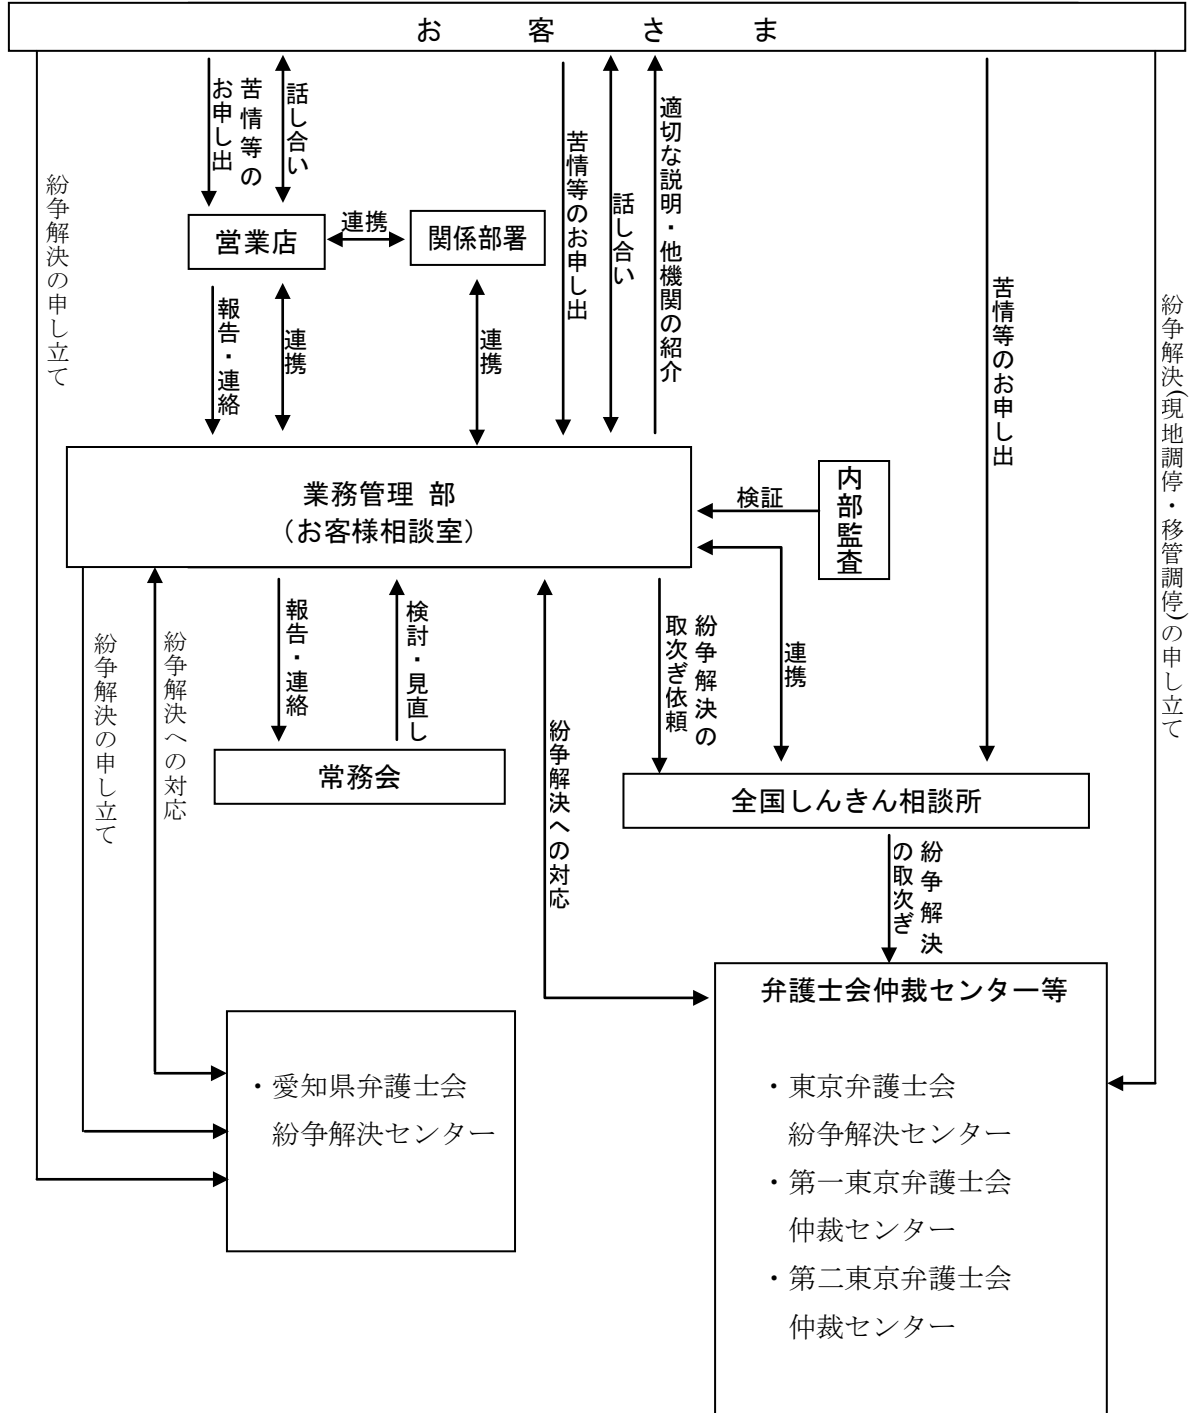 お客さま
紛争解決の申し立て
苦情等の
お申し出
話し合い
苦情等のお申し出
話し合い
適切な説明・他機関の紹介
苦情等のお申し出
紛争解決(現地調停・移管調停)の申し立て
営業店
連携
関係部署
報告・連絡
連携
連携
業務管理 部
（お客様相談室）
検証
内部監査
紛争解決の申し立て
紛争解決への対応
報告・連絡
検討・見直し
紛争解決への対応
紛争解決の
取次ぎ依頼
連携
常務会
全国しんきん相談所
紛争解決
の取次ぎ
弁護士会仲裁センター等
・愛知県弁護士会
紛争解決センター
・東京弁護士会
紛争解決センター
・第一東京弁護士会
仲裁センター
・第二東京弁護士会
仲裁センター